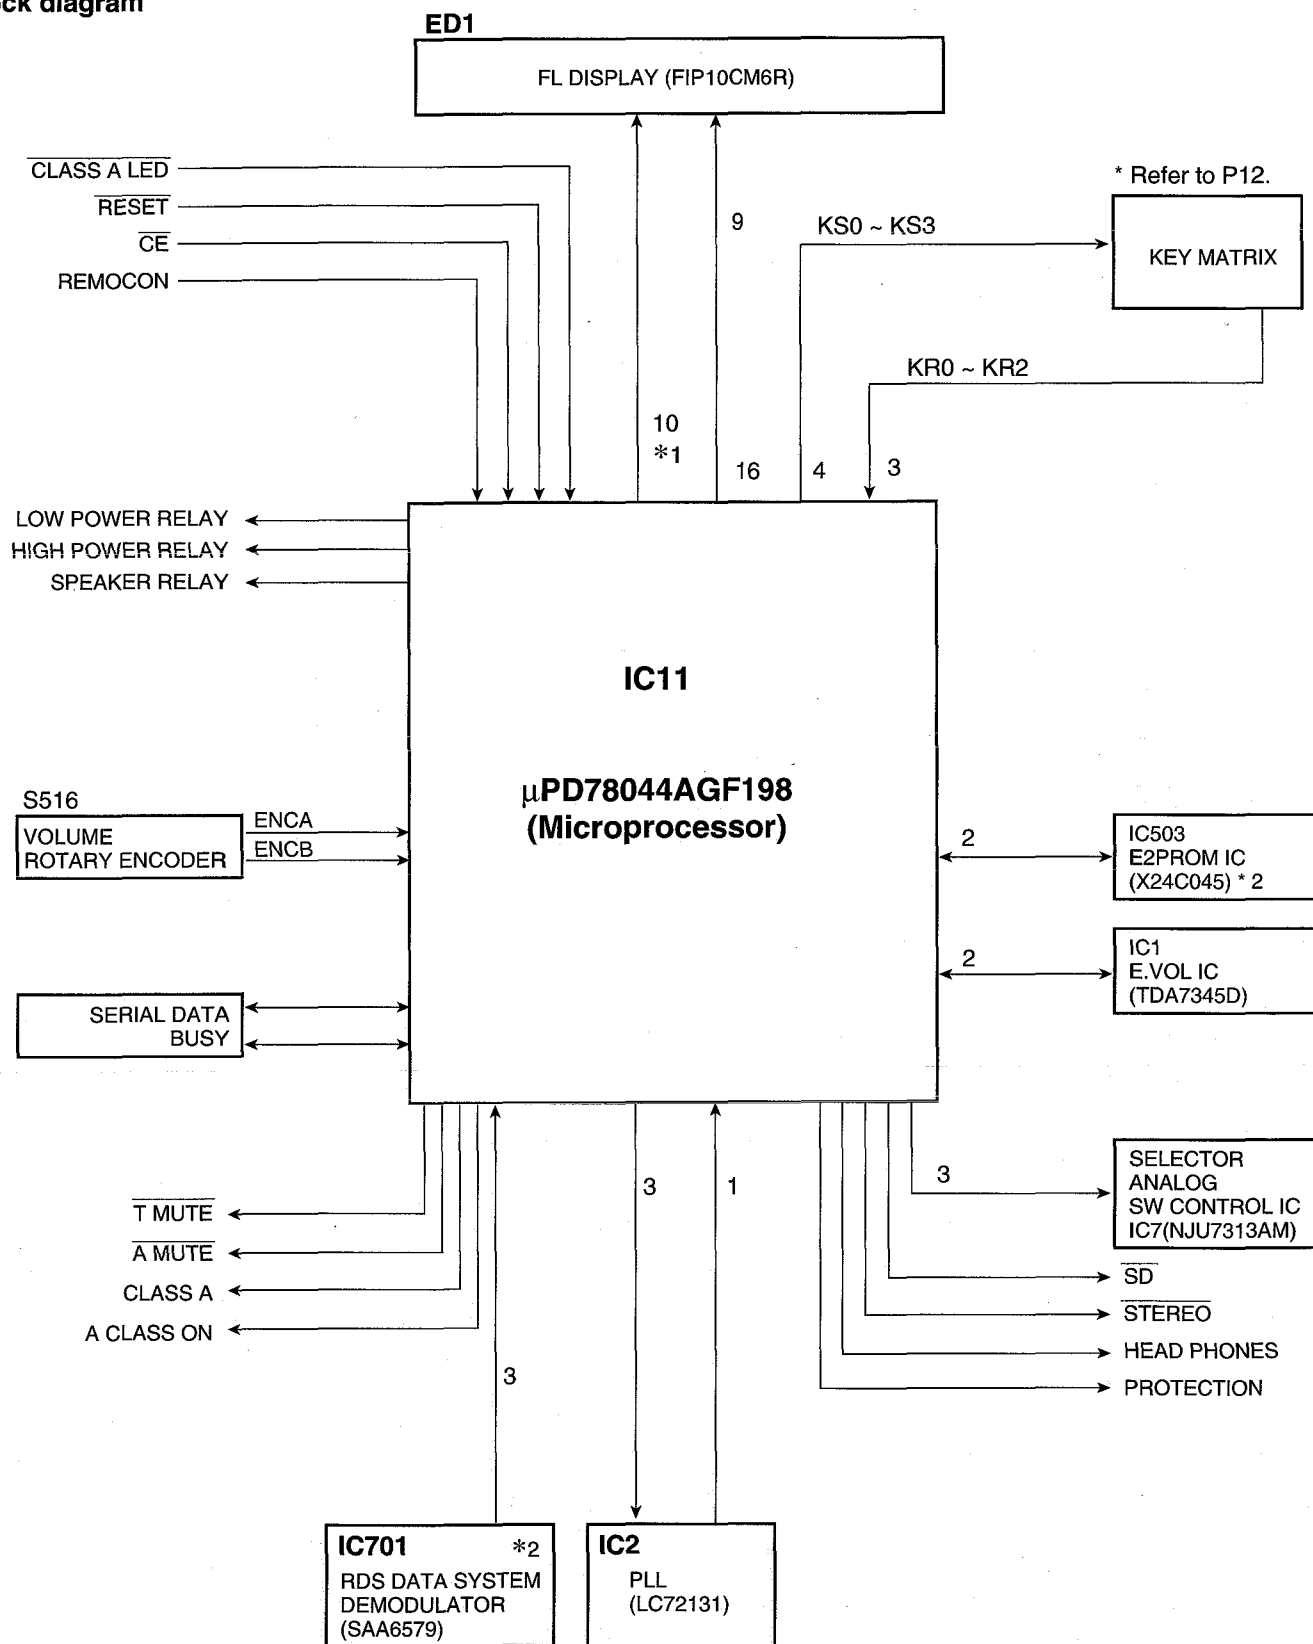 ck diagram
ED1
FL DISPLAY (FIP10CM6R)
CLASS A LED
RESET
CE
REMOCON
* Refer to P12.
KEY MATRIX
KS0 ~ KS3
9
KR0 ~ KR2
10
*1
16
4
3
LOW POWER RELAY
HIGH POWER RELAY
SPEAKER RELAY
IC11
μPD78044AGF198
(Microprocessor)
S516
VOLUME
ROTARY ENCODER
ENCA
ENCB
2
IC503
E2PROM IC
(X24C045) * 2
2
IC1
E.VOL IC
(TDA7345D)
SERIAL DATA
BUSY
3
1
3
SELECTOR
ANALOG
SW CONTROL IC
IC7(NJU7313AM)
T MUTE
A MUTE
CLASS A
A CLASS ON
SD
STEREO
HEAD PHONES
PROTECTION
3
IC701 *2
RDS DATA SYSTEM
DEMODULATOR
(SAA6579)
IC2
PLL
(LC72131)